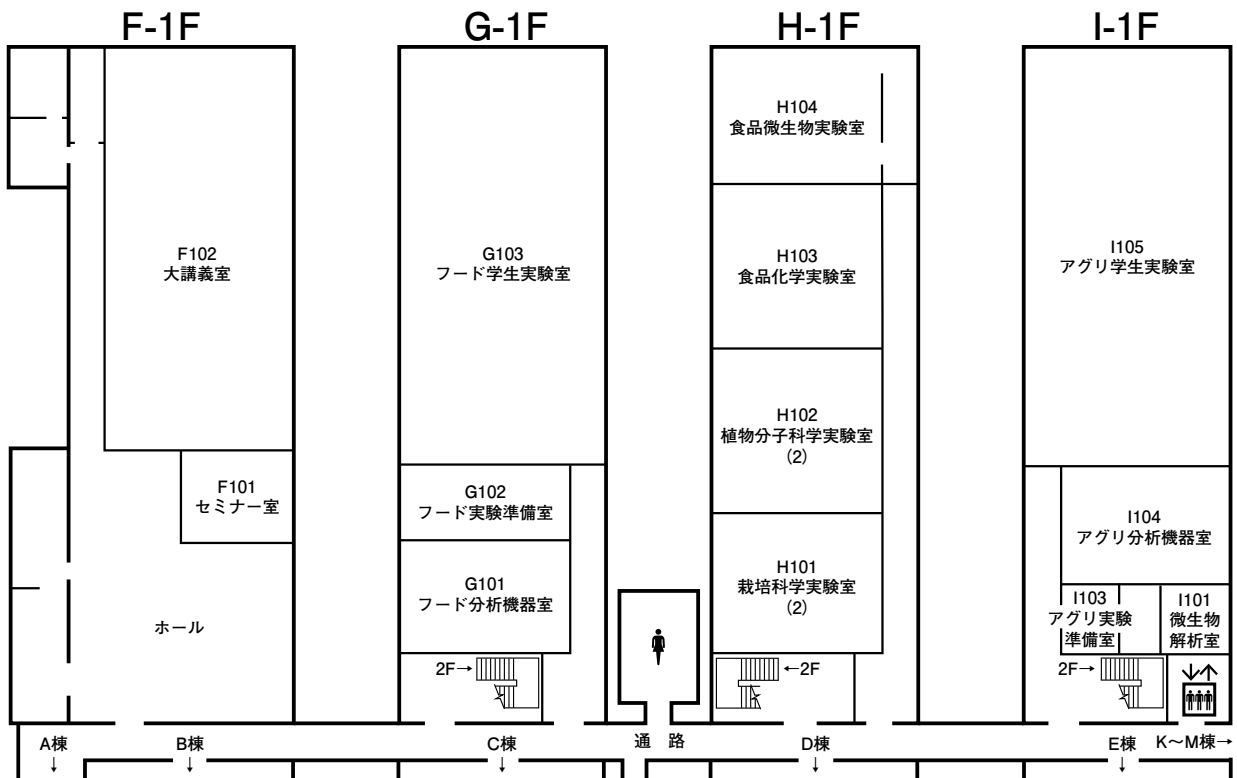 F-1F
G-1F
H-1F
I-1F
F102
大講義室
F101
セミナー室
ホール
G103
フード学生実験室
G102
フード実験準備室
G101
フード分析機器室
2F→
H104
食品微生物実験室
H103
食品化学実験室
H102
植物分子科学実験室
(2)
H101
栽培科学実験室
(2)
←2F
I105
アグリ学生実験室
I104
アグリ分析機器室
I103
アグリ実験
準備室
I101
微生物
解析室
2F→
A棟
↓
B棟
↓
C棟
↓
通路
D棟
↓
E棟
↓
K〜M棟→